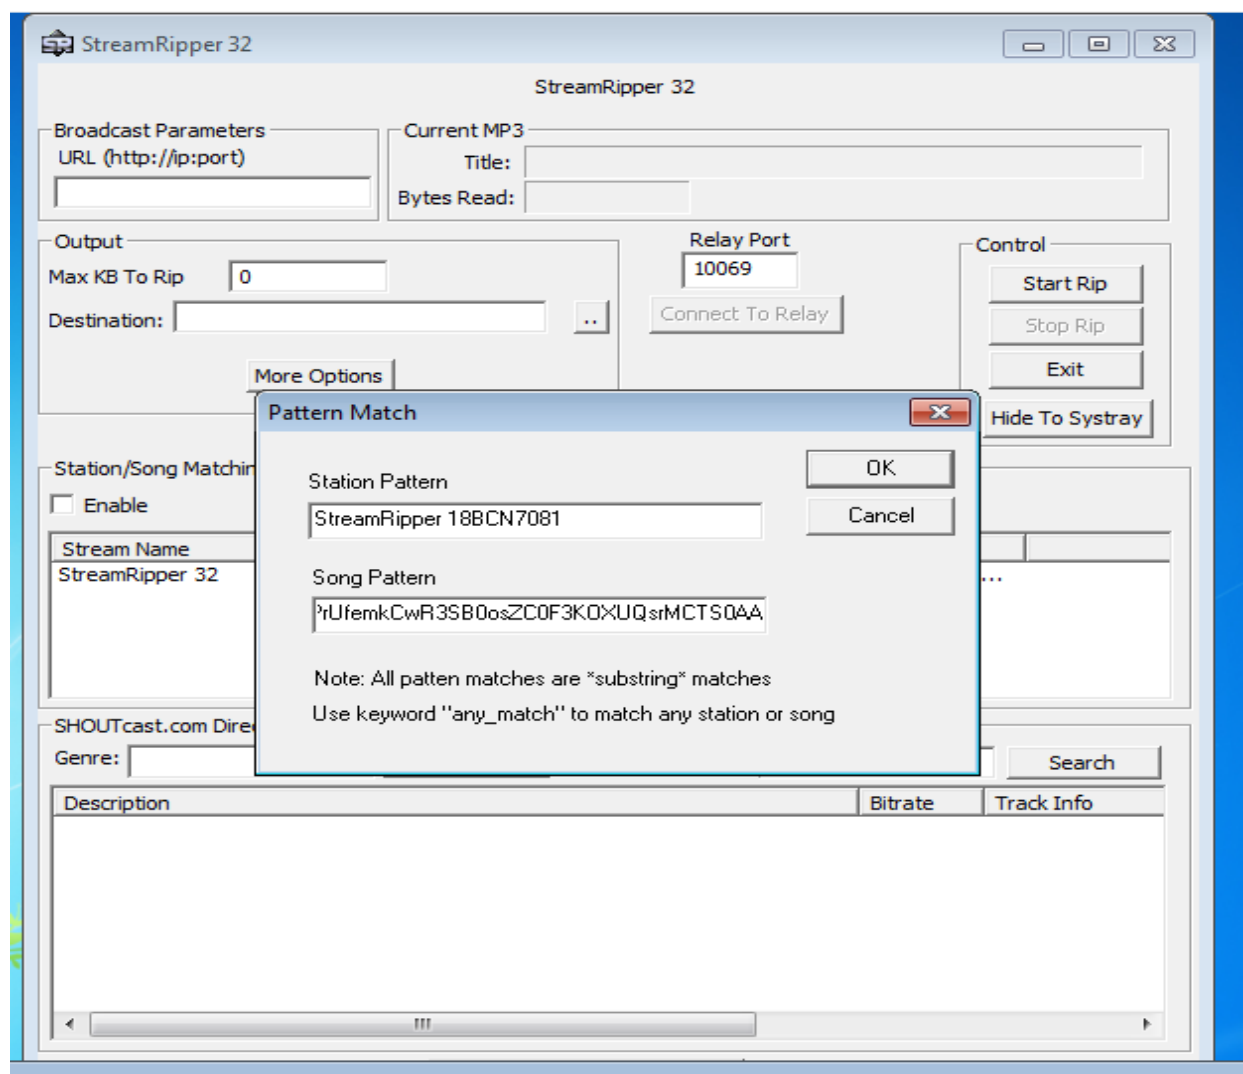 StreamRipper 32
StreamRipper 32
Broadcast Parameters
URL (http://ip:port)
Current MP3
Title:
Bytes Read:
Output
Max KB To Rip 0
Destination: ..
More Options
Relay Port
10069
Connect To Relay
Control
Start Rip
Stop Rip
Exit
Hide To Systray
Station/Song Matchin
Enable
Stream Name
StreamRipper 32
...
Pattern Match
Station Pattern
StreamRipper 18BCN7081
Song Pattern
OK
Cancel
Note: All patten matches are *substring* matches
Use keyword "any_match" to match any station or song
SHOUTcast.com Dire
Genre:
Search
Description Bitrate Track Info